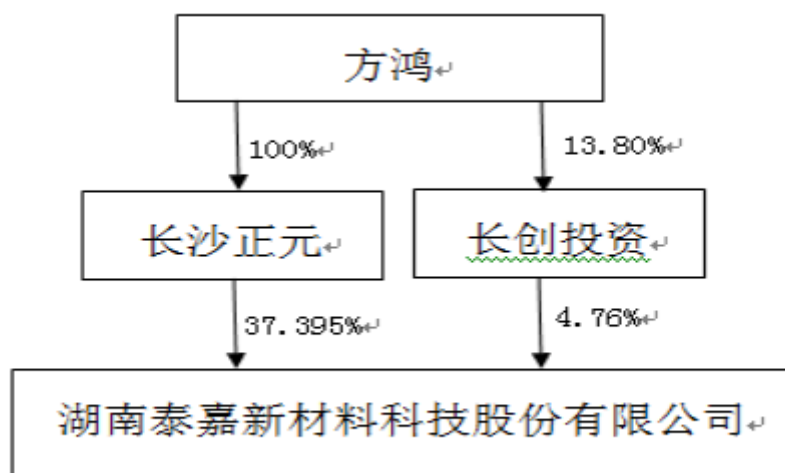 方鸿
100%
13.80%
长沙正元
长创投资
37.395%
4.76%
湖南泰嘉新材料科技股份有限公司